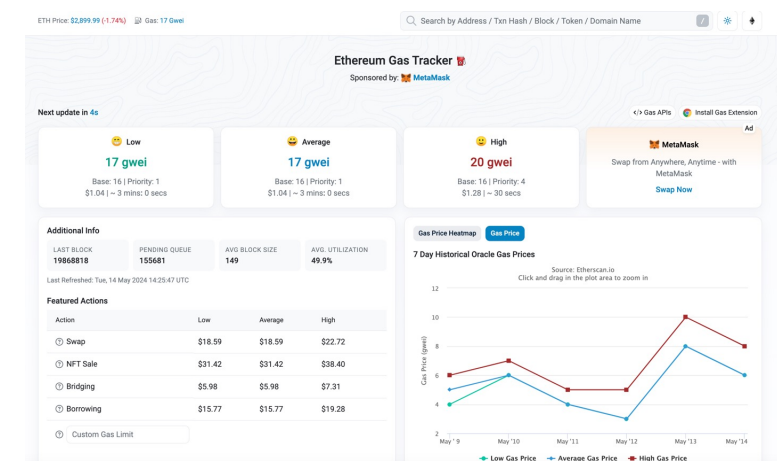 ETH Price: $2,899.99 (-1.74%) Gas: 17 Gwei
Search by Address / Txn Hash / Block / Token / Domain Name /
Ethereum Gas Tracker
Sponsored by: MetaMask
Next update in 4s
</> Gas APIs Install Gas Extension
Ad
Low
17 gwei
Base: 16 | Priority: 1
$1.04 | ~ 3 mins: 0 secs
Average
17 gwei
Base: 16 | Priority: 1
$1.04 | ~ 3 mins: 0 secs
High
20 gwei
Base: 16 | Priority: 4
$1.28 | ~ 30 secs
MetaMask
Swap from Anywhere, Anytime - with
MetaMask
Swap Now
Additional Info
LAST BLOCK PENDING QUEUE AVG BLOCK SIZE AVG. UTILIZATION
19868818 155681 149 49.9%
Last Refreshed: Tue, 14 May 2024 14:25:47 UTC
Featured Actions
Action Low Average High
Swap $18.59 $18.59 $22.72
NFT Sale $31.42 $31.42 $38.40
Bridging $5.98 $5.98 $7.31
Borrowing $15.77 $15.77 $19.28
Custom Gas Limit
Gas Price Heatmap Gas Price
7 Day Historical Oracle Gas Prices
Source: Etherscan.io
Click and drag in the plot area to zoom in
Gas Price (gwei)
12
10
8
6
4
2
May ' 9 May '10 May '11 May '12 May '13 May '14
Low Gas Price Average Gas Price High Gas Price